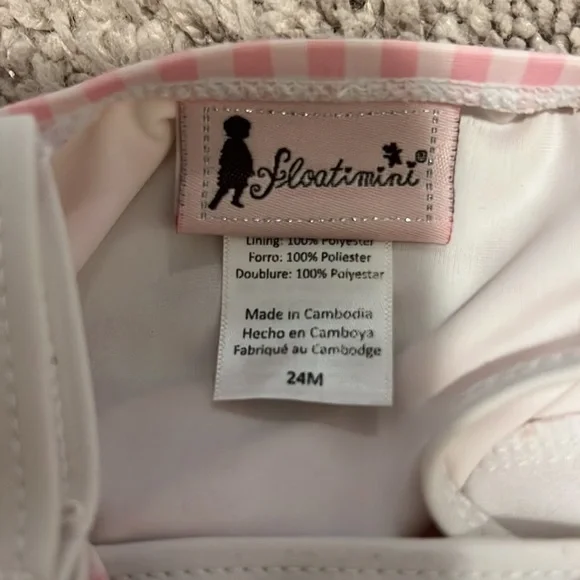 floatimini®
Lining: 100% Polyester
Forro: 100% Poliester
Doublure: 100% Polyester
Made in Cambodia
Hecho en Camboya
Fabriqué au Cambodge
24M